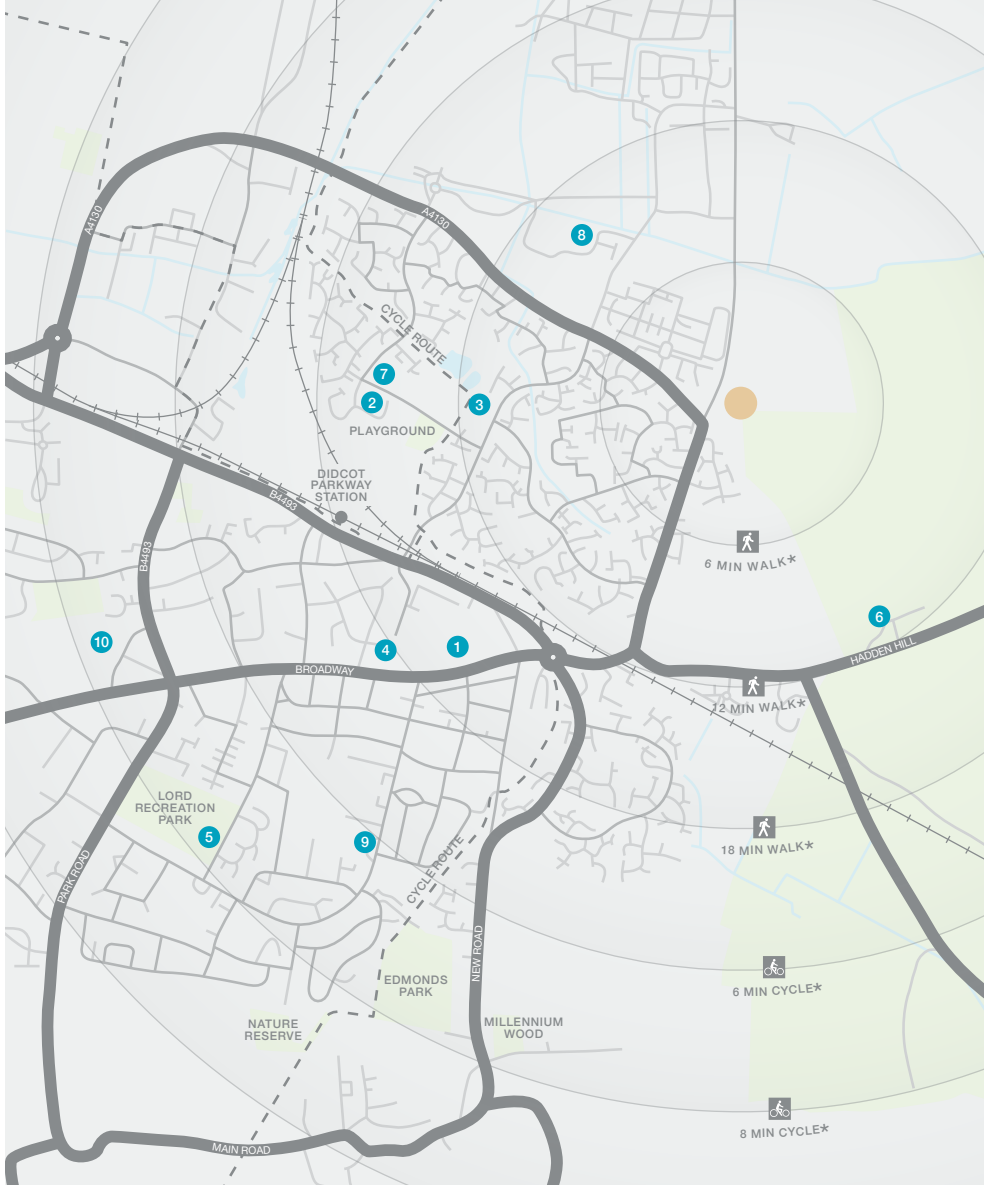 A4130
A4130
8
CYCLE ROUTE
7
2
3
PLAYGROUND
DIDCOT
PARKWAY
STATION
B4493
B4493
6 MIN WALK*
6
10
4
1
HADDEN HILL
BROADWAY
12 MIN WALK*
LORD
RECREATION
PARK
5
9
18 MIN WALK*
PARK ROAD
CYCLE ROUTE
NEW ROAD
EDMONDS
PARK
6 MIN CYCLE*
NATURE
RESERVE
MILLENNIUM
WOOD
8 MIN CYCLE*
MAIN ROAD